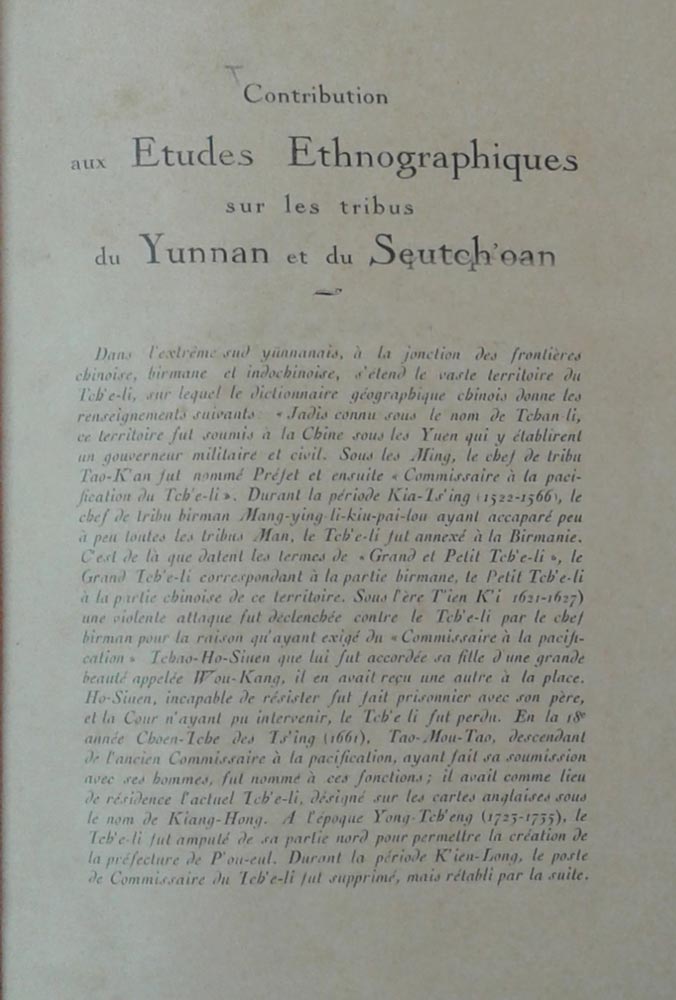 Contribution
aux Etudes Ethnographiques
sur les tribus
du Yunnan et du Seutch'oan
Dans l'extrême sud yünnanais, à la jonction des frontières
chinoise, birmane et indochinoise, s'étend le vaste territoire du
Tch'e-li, sur lequel le dictionnaire géographique chinois donne les
renseignements suivants : « Jadis connu sous le nom de Tchan-li,
ce territoire fut soumis à la Chine sous les Yuen qui y établirent
un gouverneur militaire et civil. Sous les Ming, le chef de tribu
Tao-K'an fut nommé Préfet et ensuite « Commissaire à la paci-
fication du Tch'e-li ». Durant la période Kia-Ts'ing (1522-1566), le
chef de tribu birman Mang-ying-li-kiu-pai-lou ayant accaparé peu
à peu toutes les tribus Man, le Tch'e-li fut annexé à la Birmanie.
C'est de là que datent les termes de « Grand et Petit Tch'e-li », le
Grand Tch'e-li correspondant à la partie birmane, le Petit Tch'e-li
à la partie chinoise de ce territoire. Sous l'ère T'ien K'i 1621-1627)
une violente attaque fut déclenchée contre le Tch'e-li par le chef
birman pour la raison qu'ayant exigé du « Commissaire à la pacifi-
cation » Tchao-Ho-Siuen que lui fut accordée sa fille d'une grande
beauté appelée Wou-Kang, il en avait reçu une autre à la place.
Ho-Siuen, incapable de résister fut fait prisonnier avec son père,
et la Cour n'ayant pu intervenir, le Tch'e li fut perdu. En la 18e
année Choen-Tche des Ts'ing (1661), Tao-Mou-Tao, descendant
de l'ancien Commissaire à la pacification, ayant fait sa soumission
avec ses hommes, fut nommé à ces fonctions ; il avait comme lieu
de résidence l'actuel Tch'e-li, désigné sur les cartes anglaises sous
le nom de Kiang-Hong. A l'époque Yong-Tch'eng (1723-1735), le
Tch'e-li fut amputé de sa partie nord pour permettre la création de
la préfecture de P'ou-eul. Durant la période K'ien-Long, le poste
de Commissaire du Tch'e-li fut supprimé, mais rétabli par la suite.